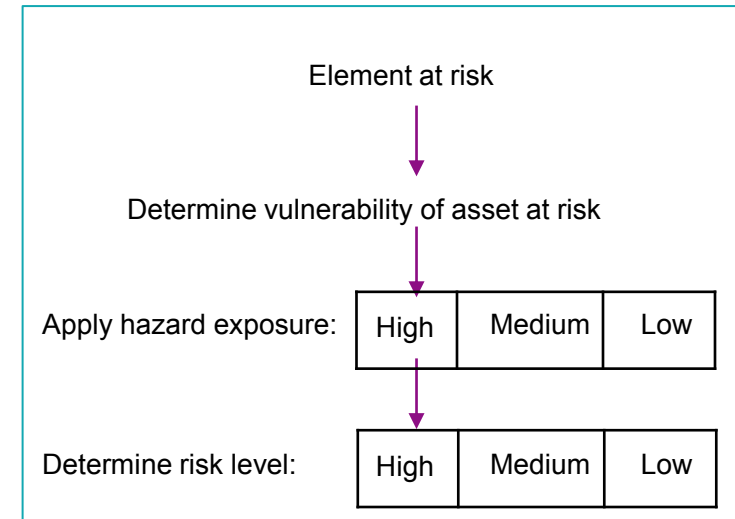 Element at risk
Determine vulnerability of asset at risk
Apply hazard exposure: High Medium Low
Determine risk level: High Medium Low